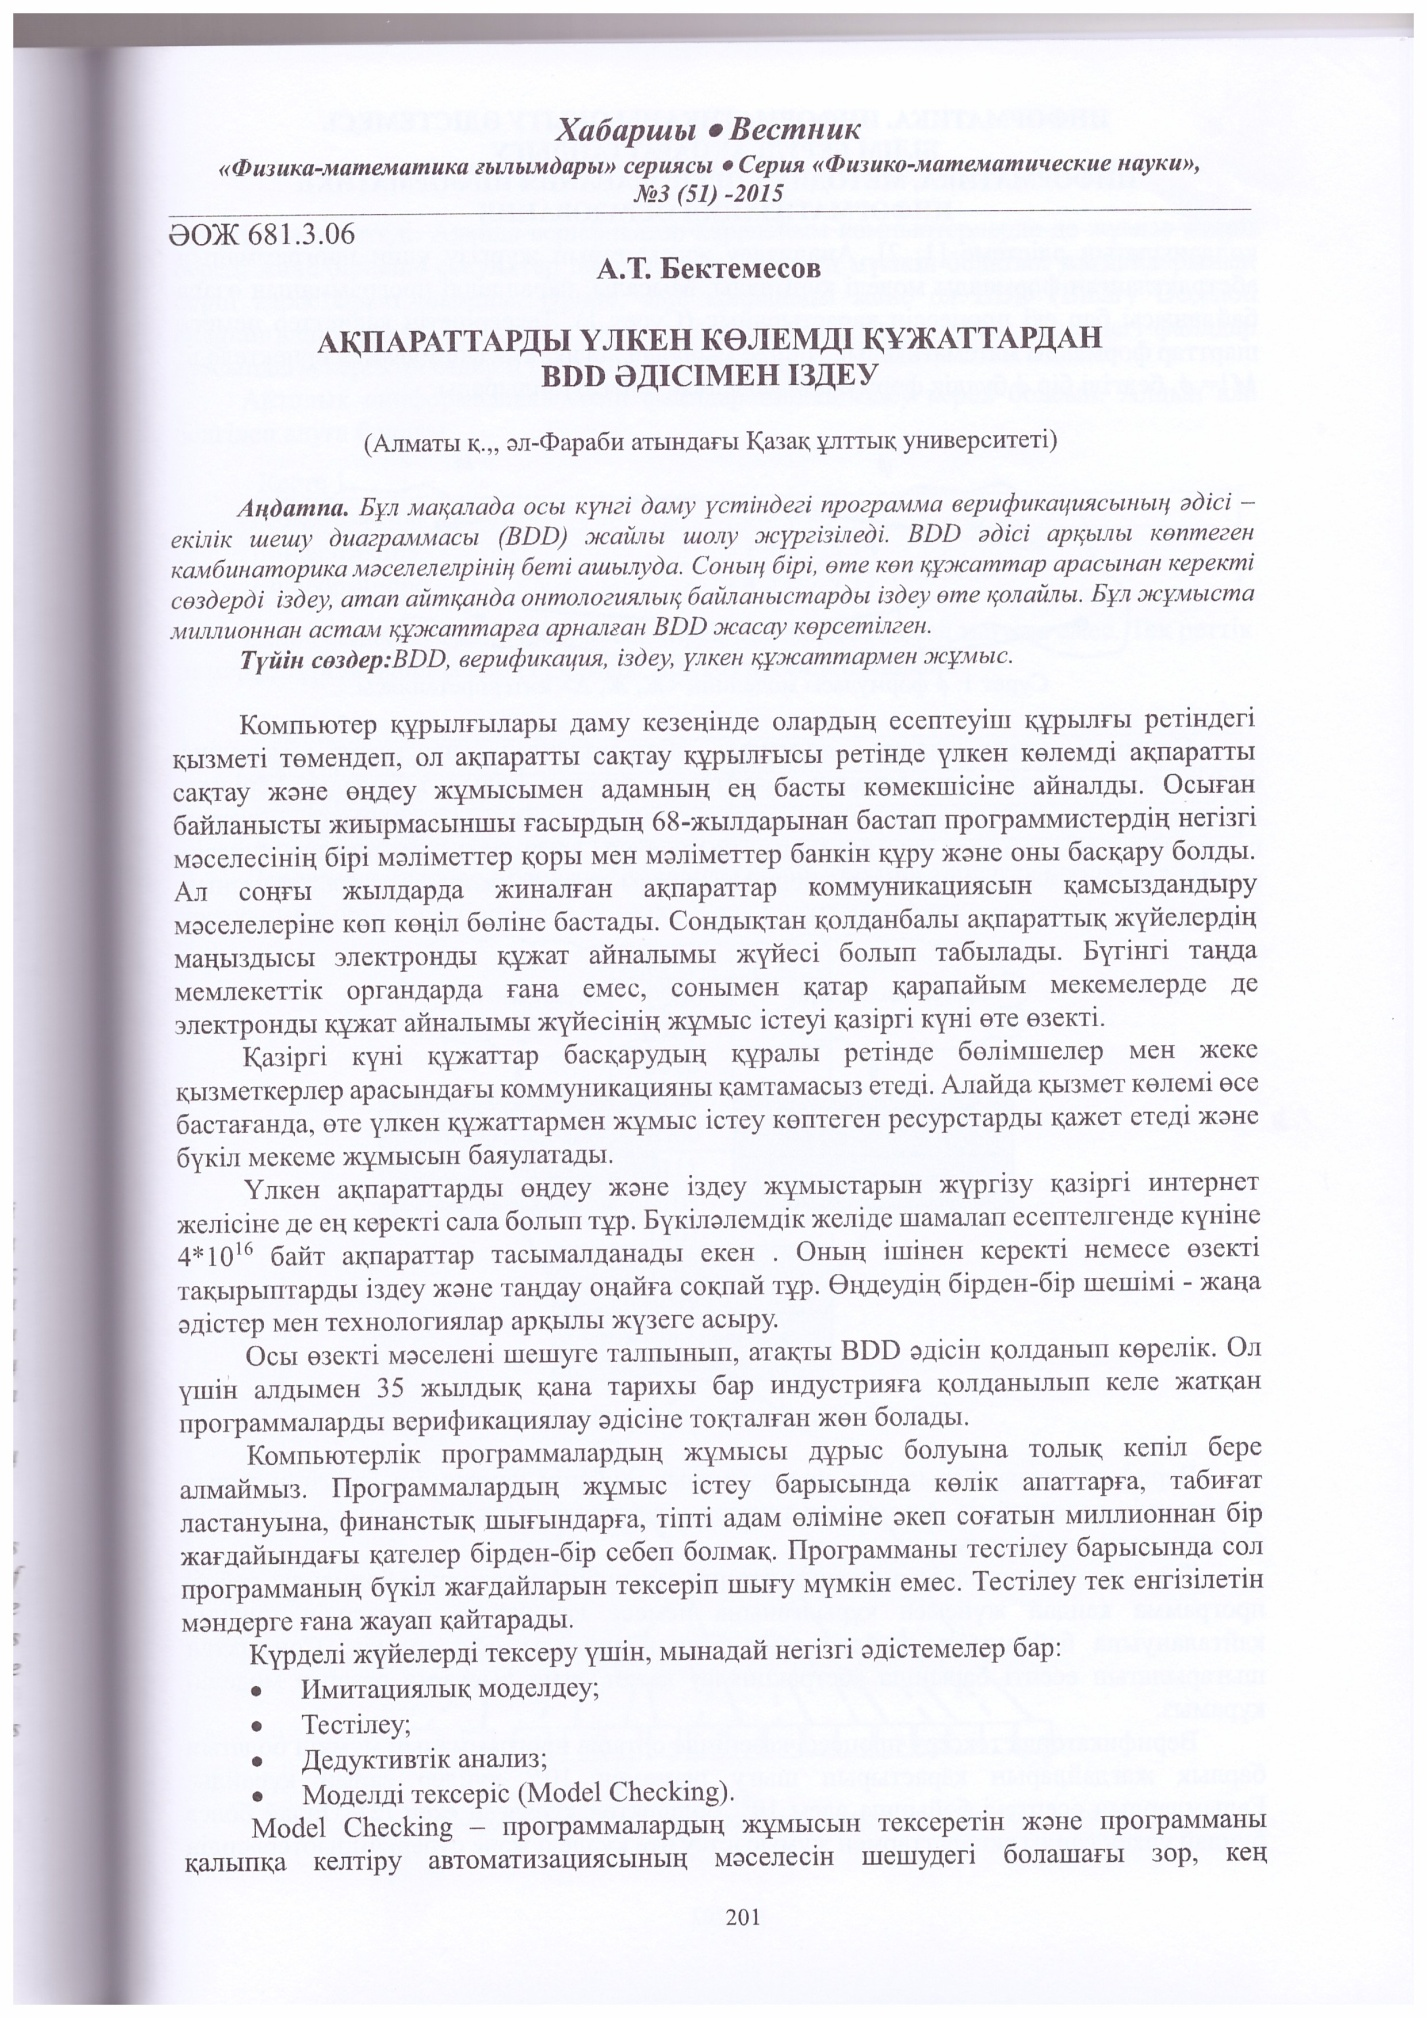 Хабаршы ● Вестник
«Физика-математика ғылымдары» сериясы ● Серия «Физико-математические науки»,
№3 (51) -2015
ӘОЖ 681.3.06
А.Т. Бектемесов
АҚПАРАТТАРДЫ ҮЛКЕН КӨЛЕМДІ ҚҰЖАТТАРДАН
BDD ӘДІСІМЕН ІЗДЕУ
(Алматы қ.,, әл-Фараби атындағы Қазақ ұлттық университеті)
Аңдатпа. Бұл мақалада осы күнгі даму үстіндегі программа верификациясының әдісі –
екілік шешу диаграммасы (BDD) жайлы шолу жүргізіледі. BDD әдісі арқылы көптеген
камбинаторика мәселелелрінің беті ашылуда. Соның бірі, өте көп құжаттар арасынан керекті
сөздерді іздеу, атап айтқанда онтологиялық байланыстарды іздеу өте қолайлы. Бұл жұмыста
миллионнан астам құжаттарға арналған BDD жасау көрсетілген.
Түйін сөздер:BDD, верификация, іздеу, үлкен құжаттармен жұмыс.
Компьютер құрылғылары даму кезеңінде олардың есептеуіш құрылғы ретіндегі
қызметі төмендеп, ол ақпаратты сақтау құрылғысы ретінде үлкен көлемді ақпаратты
сақтау және өңдеу жұмысымен адамның ең басты көмекшісіне айналды. Осыған
байланысты жиырмасыншы ғасырдың 68-жылдарынан бастап программистердің негізгі
мәселесінің бірі мәліметтер қоры мен мәліметтер банкін құру және оны басқару болды.
Ал соңғы жылдарда жиналған ақпараттар коммуникациясын қамсыздандыру
мәселелеріне көп көңіл бөліне бастады. Сондықтан қолданбалы ақпараттық жүйелердің
маңыздысы электронды құжат айналымы жүйесі болып табылады. Бүгінгі таңда
мемлекеттік органдарда ғана емес, сонымен қатар қарапайым мекемелерде де
электронды құжат айналымы жүйесінің жұмыс істеуі қазіргі күні өте өзекті.
Қазіргі күні құжаттар басқарудың құралы ретінде бөлімшелер мен жеке
қызметкерлер арасындағы коммуникацияны қамтамасыз етеді. Алайда қызмет көлемі өсе
бастағанда, өте үлкен құжаттармен жұмыс істеу көптеген ресурстарды қажет етеді және
бүкіл мекеме жұмысын баяулатады.
Үлкен ақпараттарды өңдеу және іздеу жұмыстарын жүргізу қазіргі интернет
желісіне де ең керекті сала болып тұр. Бүкіләлемдік желіде шамалап есептелгенде күніне
4*10¹⁶ байт ақпараттар тасымалданады екен . Оның ішінен керекті немесе өзекті
тақырыптарды іздеу және таңдау оңайға соқпай тұр. Өңдеудің бірден-бір шешімі - жаңа
әдістер мен технологиялар арқылы жүзеге асыру.
Осы өзекті мәселені шешуге талпынып, атақты BDD әдісін қолданып көрелік. Ол
үшін алдымен 35 жылдық қана тарихы бар индустрияға қолданылып келе жатқан
программаларды верификациялау әдісіне тоқталған жөн болады.
Компьютерлік программалардың жұмысы дұрыс болуына толық кепіл бере
алмаймыз. Программалардың жұмыс істеу барысында көлік апаттарға, табиғат
ластануына, финанстық шығындарға, тіпті адам өліміне әкеп соғатын миллионнан бір
жағдайындағы қателер бірден-бір себеп болмақ. Программаны тестілеу барысында сол
программаның бүкіл жағдайларын тексеріп шығу мүмкін емес. Тестілеу тек енгізілетін
мәндерге ғана жауап қайтарады.
Күрделі жүйелерді тексеру үшін, мынадай негізгі әдістемелер бар:
● Имитациялық моделдеу;
● Тестілеу;
● Дедуктивтік анализ;
● Моделді тексеріс (Model Checking).
Model Checking – программалардың жұмысын тексеретін және программаны
қалыпқа келтіру автоматизациясының мәселесін шешудегі болашағы зор, кең
201